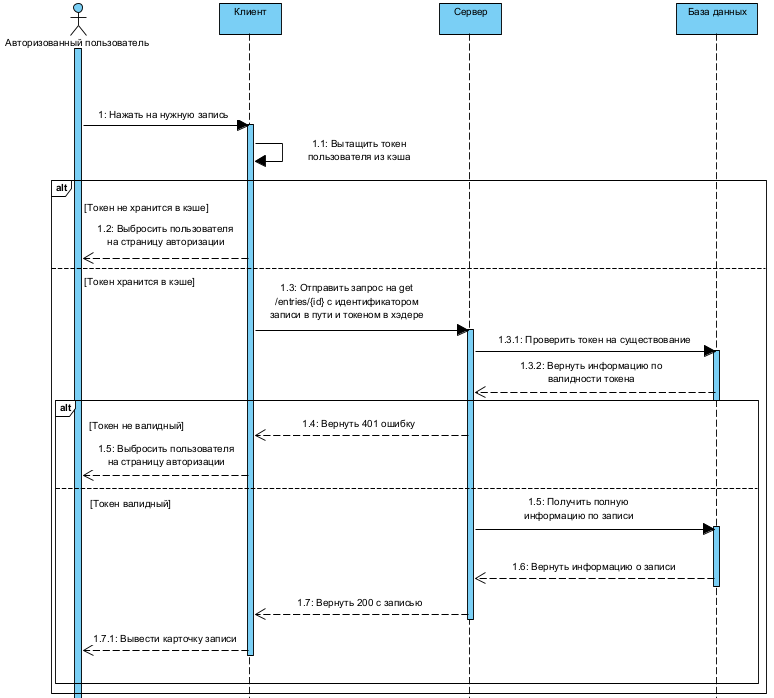 Клиент
Сервер
База данных
Авторизованный пользователь
1: Нажать на нужную запись
1.1: Вытащить токен
пользователя из кэша
alt
[Токен не хранится в кэше]
1.2: Выбросить пользователя
на страницу авторизации
[Токен хранится в кэше]
1.3: Отправить запрос на get
/entries/{id} с идентификатором
записи в пути и токеном в хэдере
1.3.1: Проверить токен на существование
1.3.2: Вернуть информацию по
валидности токена
alt
[Токен не валидный]
1.4: Вернуть 401 ошибку
1.5: Выбросить пользователя
на страницу авторизации
[Токен валидный]
1.5: Получить полную
информацию по записи
1.6: Вернуть информацию о записи
1.7: Вернуть 200 с записью
1.7.1: Вывести карточку записи